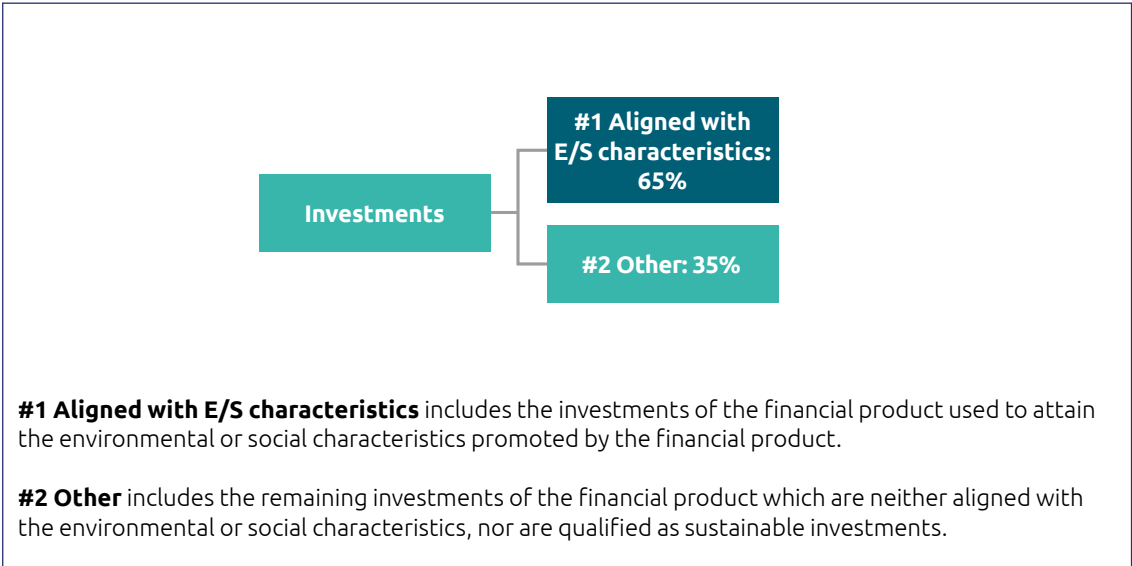 #1 Aligned with
E/S characteristics:
65%
Investments
#2 Other: 35%
#1 Aligned with E/S characteristics includes the investments of the financial product used to attain
the environmental or social characteristics promoted by the financial product.
#2 Other includes the remaining investments of the financial product which are neither aligned with
the environmental or social characteristics, nor are qualified as sustainable investments.